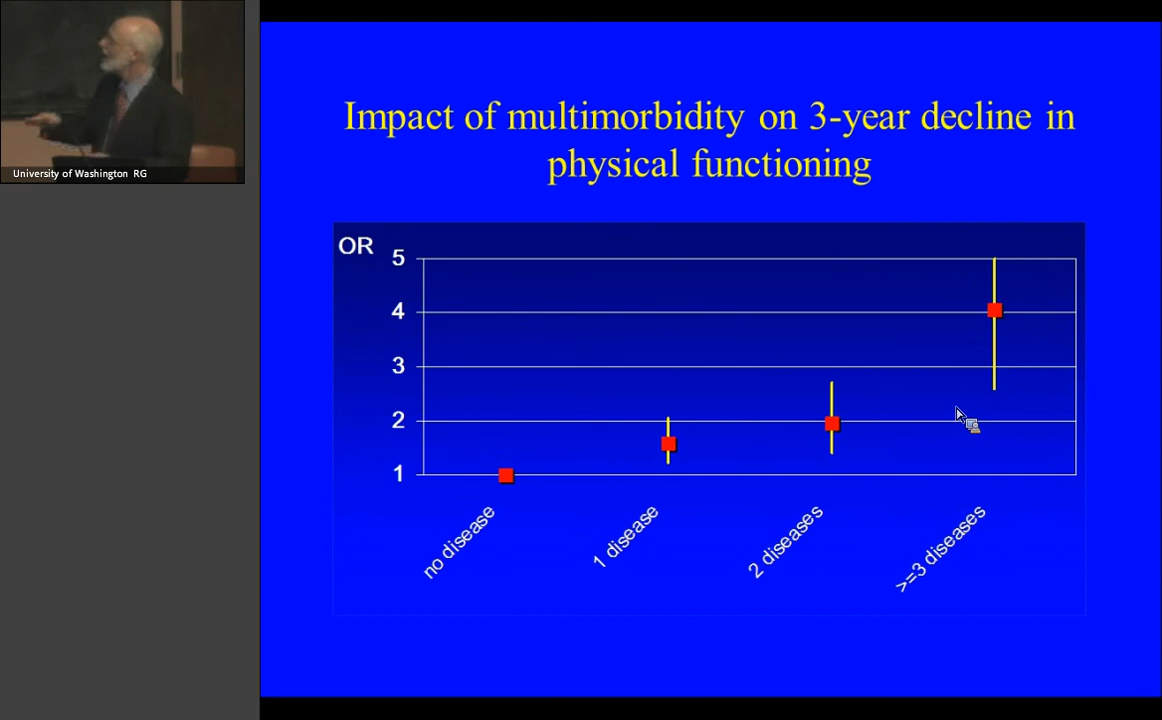 University of Washington RG
Impact of multimorbidity on 3-year decline in
physical functioning
OR
5
4
3
2
1
no disease
1 disease
2 diseases
>=3 diseases